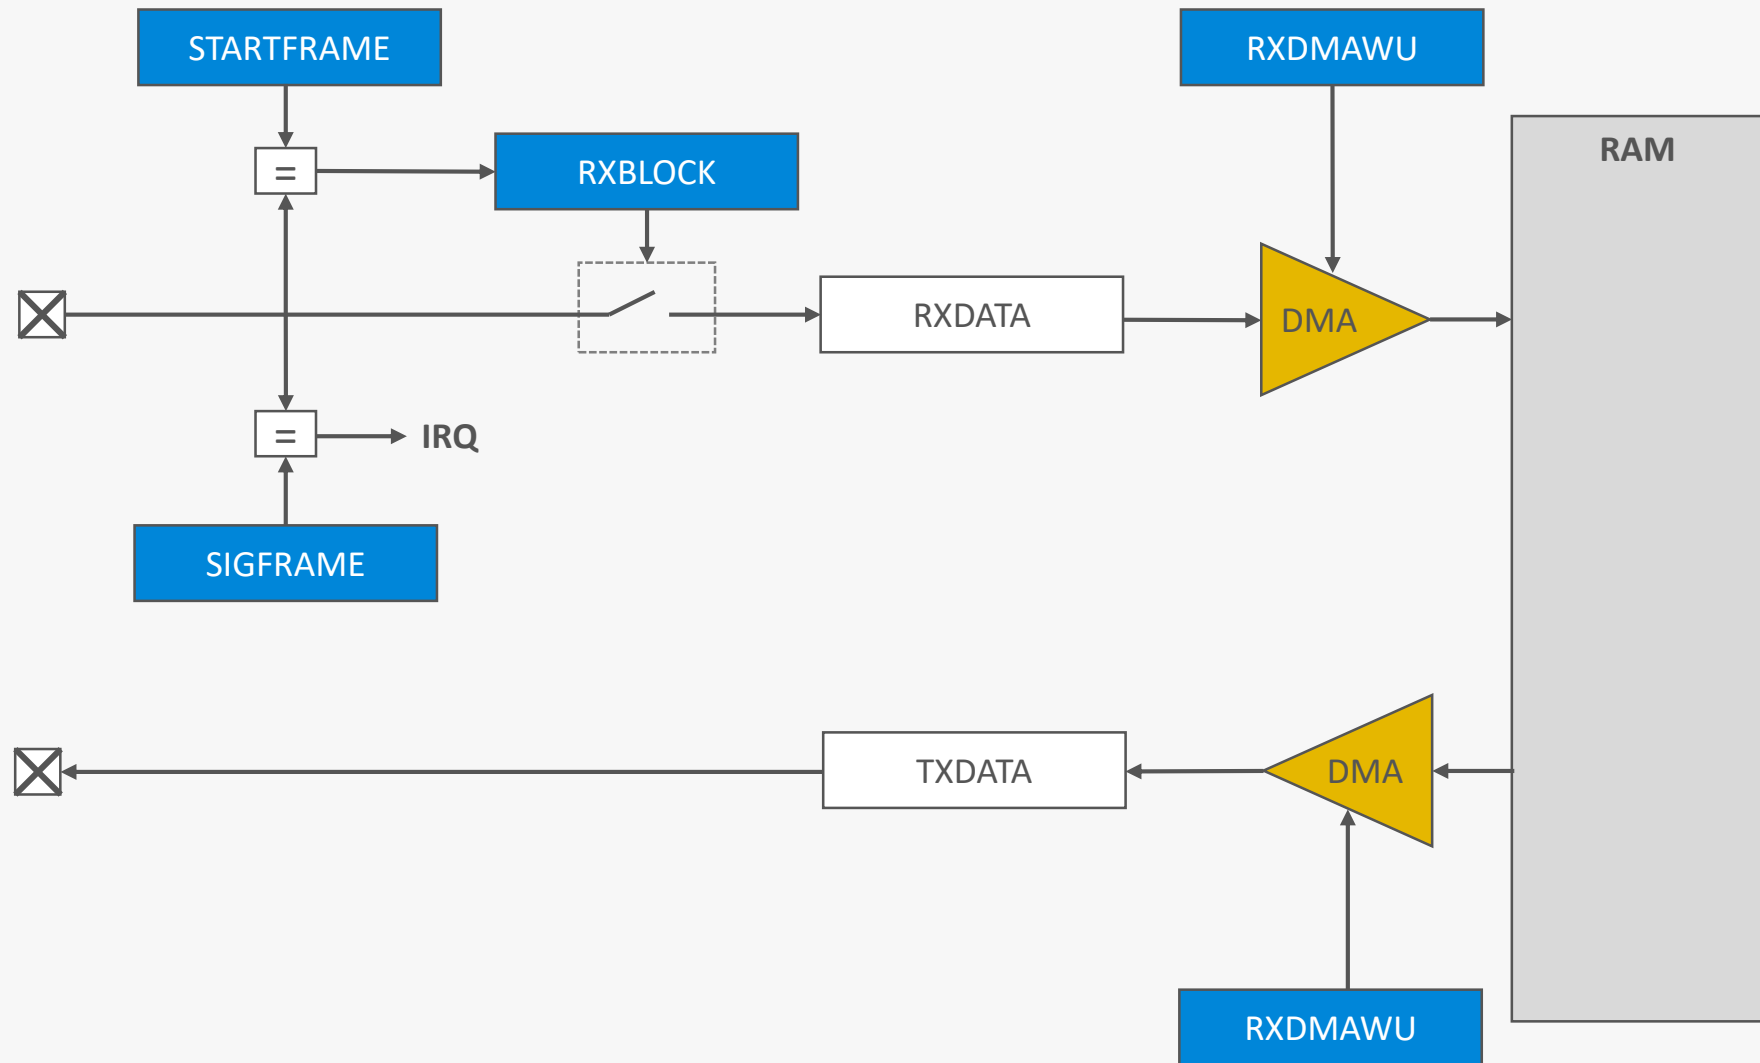 STARTFRAME
RXDMAWU
RAM
=
RXBLOCK
RXDATA
DMA
=
IRQ
SIGFRAME
TXDATA
DMA
RXDMAWU